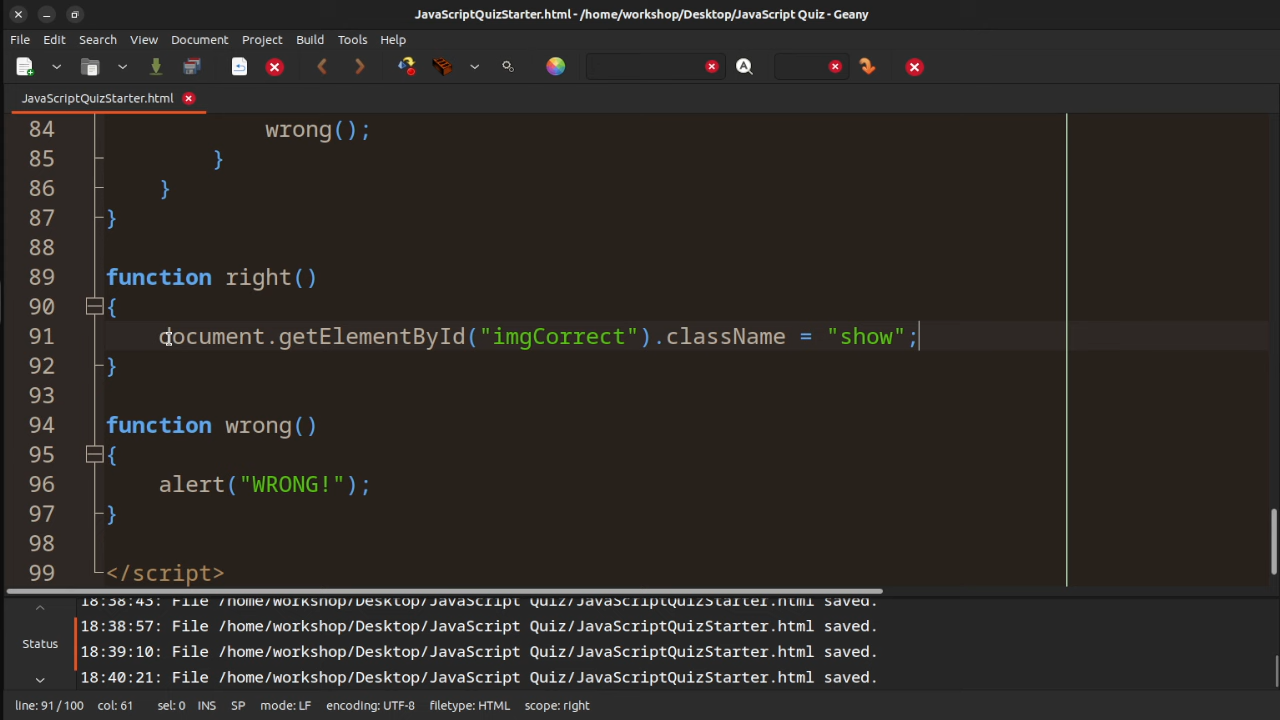 JavaScriptQuizStarter.html - /home/workshop/Desktop/JavaScript Quiz - Geany
File Edit Search View Document Project Build Tools Help
JavaScriptQuizStarter.html
84 wrong();
85 }
86 }
87 }
88
89 function right()
90 {
91 document.getElementById("imgCorrect").className = "show";
92 }
93
94 function wrong()
95 {
96 alert("WRONG!");
97 }
98
99 </script>
Status
18:38:43: File /home/workshop/Desktop/JavaScript Quiz/JavaScriptQuizStarter.html saved.
18:38:57: File /home/workshop/Desktop/JavaScript Quiz/JavaScriptQuizStarter.html saved.
18:39:10: File /home/workshop/Desktop/JavaScript Quiz/JavaScriptQuizStarter.html saved.
18:40:21: File /home/workshop/Desktop/JavaScript Quiz/JavaScriptQuizStarter.html saved.
line: 91 / 100 col: 61 sel: 0 INS SP mode: LF encoding: UTF-8 filetype: HTML scope: right